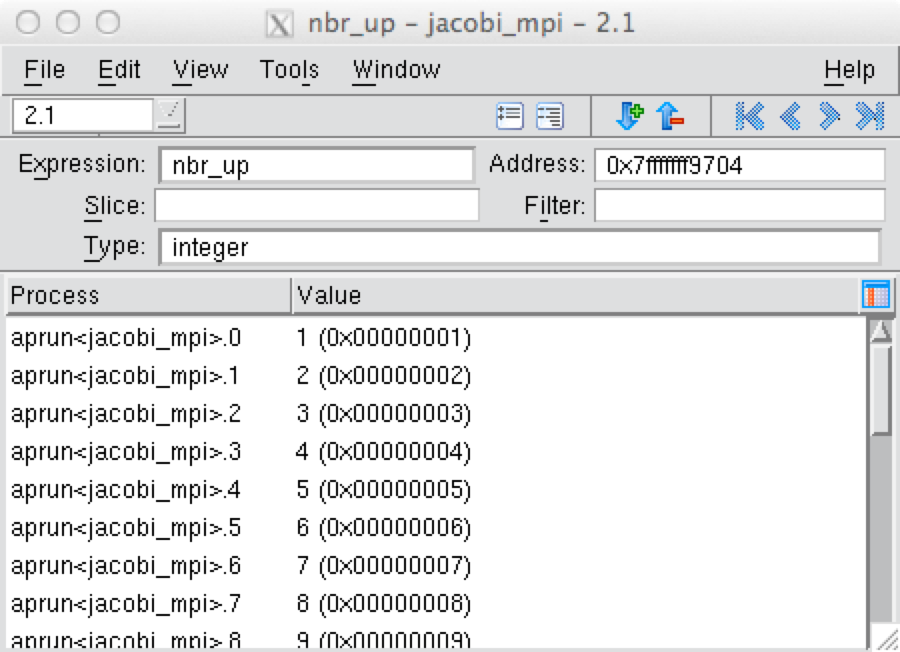 nbr_up – jacobi_mpi – 2.1
File Edit View Tools Window Help
2.1
Expression: nbr_up Address: 0x7fffffff9704
Slice: Filter:
Type: integer
Process Value
aprun<jacobi_mpi>.0 1 (0x00000001)
aprun<jacobi_mpi>.1 2 (0x00000002)
aprun<jacobi_mpi>.2 3 (0x00000003)
aprun<jacobi_mpi>.3 4 (0x00000004)
aprun<jacobi_mpi>.4 5 (0x00000005)
aprun<jacobi_mpi>.5 6 (0x00000006)
aprun<jacobi_mpi>.6 7 (0x00000007)
aprun<jacobi_mpi>.7 8 (0x00000008)
aprun<jacobi_mpi>.8 9 (0x00000009)